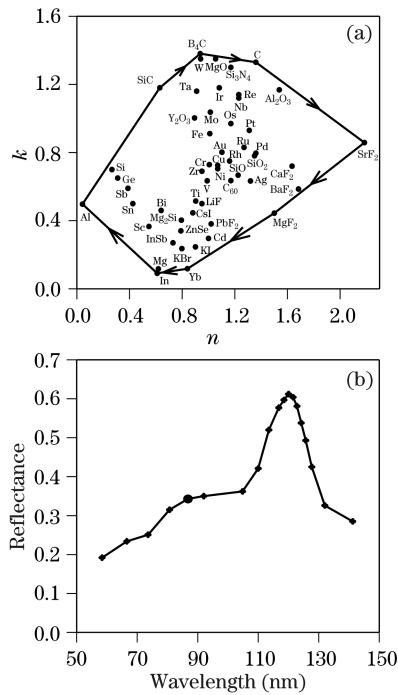 (a)
1.6
1.2
0.8
0.4
0.0
k
B₄C
C
W
MgO
Si₃N₄
SiC
Ta
Ir
Re
Nb
Al₂O₃
Y₂O₃
Mo
Os
Pt
Fe
Ru
Pd
SrF₂
Au
Rh
SiO₂
Cr
Cu
SiO
CaF₂
Zr
Ni
Si
Ge
V
C₆₀
Ag
BaF₂
Sb
Ti
Al
Sn
Bi
LiF
Mg₂Si
CsI
MgF₂
Sc
ZnSe
PbF₂
InSb
Cd
KBr
KI
Mg
In
Yb
0.0 0.4 0.8 1.2 1.6 2.0
n
(b)
0.7
0.6
0.5
0.4
0.3
0.2
0.1
0.0
Reflectance
50 70 90 110 130 150
Wavelength (nm)